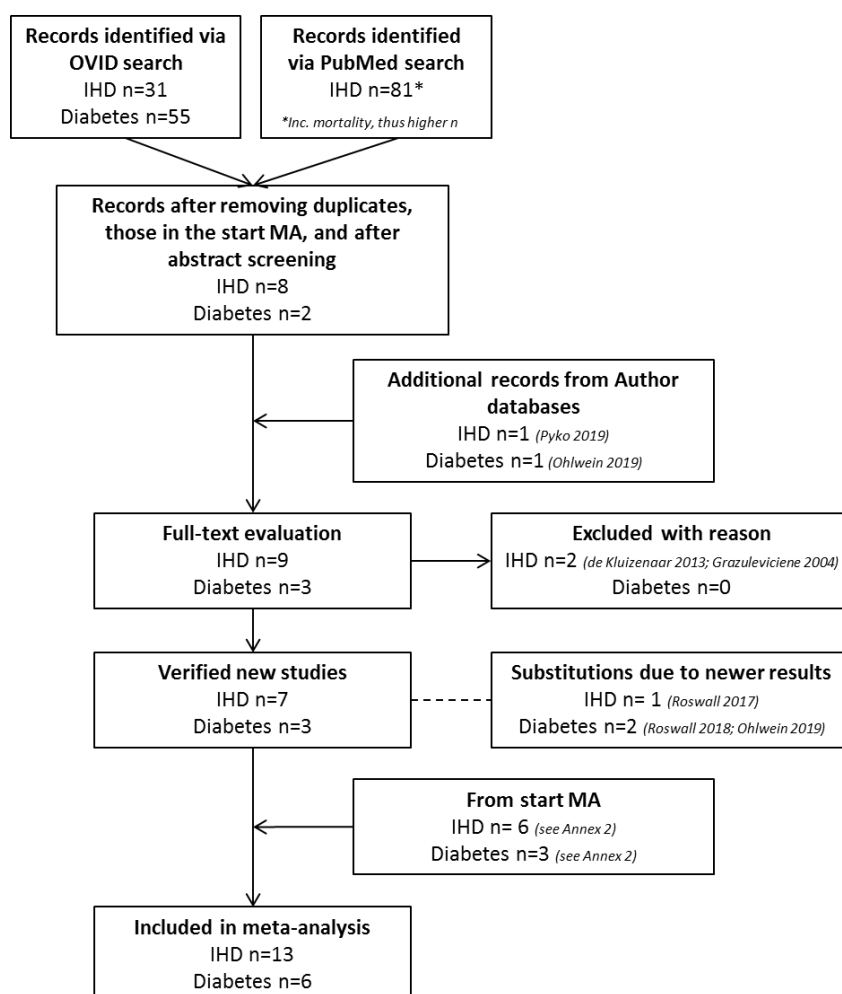 Records identified via
OVID search
IHD n=31
Diabetes n=55
Records identified
via PubMed search
IHD n=81*
*Inc. mortality, thus higher n
Records after removing duplicates,
those in the start MA, and after
abstract screening
IHD n=8
Diabetes n=2
Additional records from Author
databases
IHD n=1 (Pyko 2019)
Diabetes n=1 (Ohlwein 2019)
Full-text evaluation
IHD n=9
Diabetes n=3
Excluded with reason
IHD n=2 (de Kluizenaar 2013; Grazuleviciene 2004)
Diabetes n=0
Verified new studies
IHD n=7
Diabetes n=3
Substitutions due to newer results
IHD n= 1 (Roswall 2017)
Diabetes n=2 (Roswall 2018; Ohlwein 2019)
From start MA
IHD n= 6 (see Annex 2)
Diabetes n=3 (see Annex 2)
Included in meta-analysis
IHD n=13
Diabetes n=6